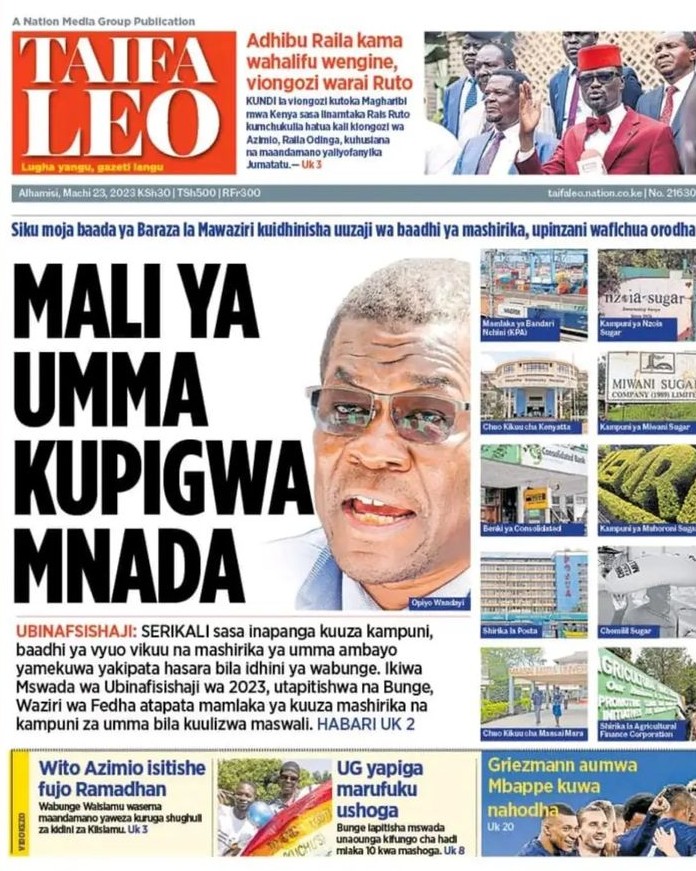 A Nation Media Group Publication
TAIFA
LEO
Lugha yangu, gazeti langu
Adhibu Raila kama
wahalifu wengine,
viongozi warai Ruto
KUNDI la viongozi kutoka Magharibi
mwa Kenya sasa linamtaka Rais Ruto
kumchukulia hatua kali kiongozi wa
Azimio, Raila Odinga, kuhusiana
na maandamano yaliyofanyika
Jumatatu.— Uk 3
Alhamisi, Machi 23, 2023 KSh30 | TSh500 | RFr300
taifaleo.nation.co.ke | No. 21630
Siku moja baada ya Baraza la Mawaziri kuidhinisha uuzaji wa baadhi ya mashirika, upinzani wafichua orodha
MALI YA
UMMA
KUPIGWA
MNADA
Opiyo Wandayi
UBINAFSISHAJI: SERIKALI sasa inapanga kuuza kampuni,
baadhi ya vyuo vikuu na mashirika ya umma ambayo
yamekuwa yakipata hasara bila idhini ya wabunge. Ikiwa
Mswada wa Ubinafisishaji wa 2023, utapitishwa na Bunge,
Waziri wa Fedha atapata mamlaka ya kuuza mashirika na
kampuni za umma bila kuulizwa maswali. HABARI UK 2
Mamlaka ya Bandari
Nchini (KPA)
nzoia-sugar
Kampuni ya Nzoia
Sugar
Chuo Kikuu cha Kenyatta
MIWANI SUGA
COMPANY (1989) LIMITE
Kampuni ya Miwani Sugar
Consolidated Bank
Benki ya Consolidated
Kampuni ya Muhoroni Suga
POSTA
Shirika la Posta
Chemilil Sugar
Chuo Kikuu cha Maasai Mara
AGRICULTURAL
PROMOTING
INITIATIVES
Shirika la Agricultural
Finance Corporation
VIDOKEZO
Wito Azimio isitishe
fujo Ramadhan
Wabunge Waislamu wasema
maandamano yaweza kuruga shughuli
za kidini za Kiislamu. Uk 3
UG yapiga
marufuku
ushoga
Bunge lapitisha mswada
unaounga kifungo cha hadi
miaka 10 kwa mashoga. Uk 8
Griezmann aumwa
Mbappe kuwa
nahodha
Uk 20